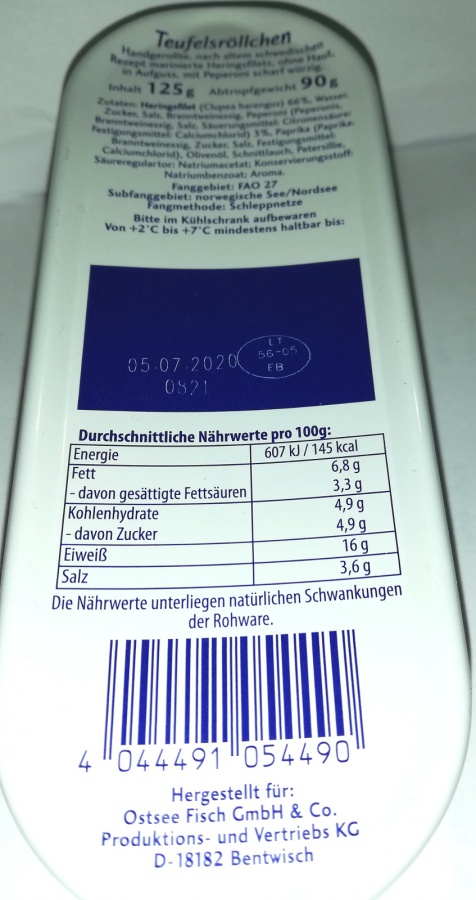 Teufelsröllchen
Handgerollte, nach altem schwedischen
Rezept marinierte Heringsfilets, ohne Haut,
in Aufguss, mit Peperoni scharf würzig.
Inhalt 125g Abtropfgewicht 90g
Zutaten: Heringsfilet (Clupea harengus) 66%, Wasser,
Zucker, Salz, Branntweinessig, Peperoni (Peperonis,
Branntweinessig, Salz, Säuerungsmittel: Citronensäure;
Festigungsmittel: Calciumchlorid) 3%, Paprika (Paprika,
Branntweinessig, Zucker, Salz, Festigungsmittel:
Calciumchlorid), Olivenöl, Schnittlauch, Petersilie,
Säureregulator: Natriumacetat; Konservierungsstoff:
Natriumbenzoat; Aroma.
Fanggebiet: FAO 27
Subfanggebiet: norwegische See/Nordsee
Fangmethode: Schleppnetze
Bitte im Kühlschrank aufbewaren
Von +2°C bis +7°C mindestens haltbar bis:
05.07.2020
0821
LT
56-05
FB
Durchschnittliche Nährwerte pro 100g:
Energie 607 kJ / 145 kcal
Fett 6,8 g
- davon gesättigte Fettsäuren 3,3 g
Kohlenhydrate 4,9 g
- davon Zucker 4,9 g
Eiweiß 16 g
Salz 3,6 g
Die Nährwerte unterliegen natürlichen Schwankungen
der Rohware.
4 044491 054490
Hergestellt für:
Ostsee Fisch GmbH & Co.
Produktions- und Vertriebs KG
D-18182 Bentwisch